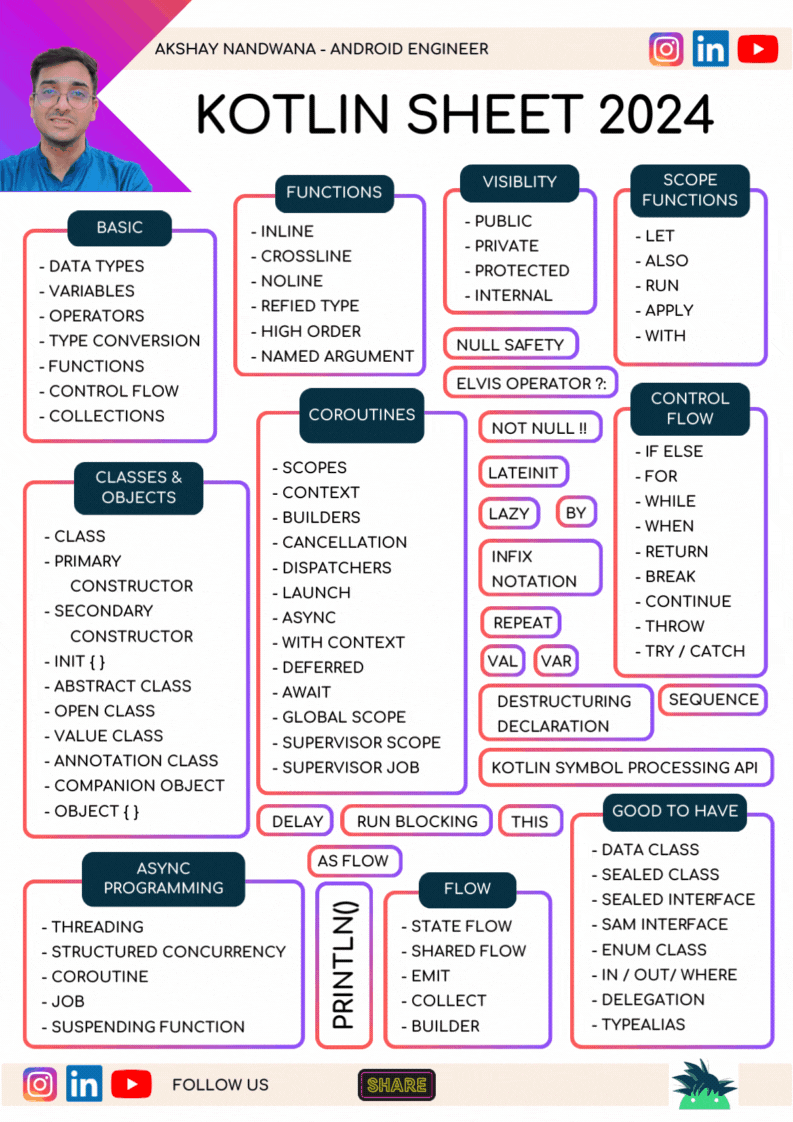 AKSHAY NANDWANA - ANDROID ENGINEER
KOTLIN SHEET 2024
BASIC
- DATA TYPES
- VARIABLES
- OPERATORS
- TYPE CONVERSION
- FUNCTIONS
- CONTROL FLOW
- COLLECTIONS
FUNCTIONS
- INLINE
- CROSSLINE
- NOLINE
- REFIED TYPE
- HIGH ORDER
- NAMED ARGUMENT
VISIBLITY
- PUBLIC
- PRIVATE
- PROTECTED
- INTERNAL
SCOPE
FUNCTIONS
- LET
- ALSO
- RUN
- APPLY
- WITH
NULL SAFETY
ELVIS OPERATOR ?:
CLASSES &
OBJECTS
- CLASS
- PRIMARY
CONSTRUCTOR
- SECONDARY
CONSTRUCTOR
- INIT { }
- ABSTRACT CLASS
- OPEN CLASS
- VALUE CLASS
- ANNOTATION CLASS
- COMPANION OBJECT
- OBJECT { }
COROUTINES
- SCOPES
- CONTEXT
- BUILDERS
- CANCELLATION
- DISPATCHERS
- LAUNCH
- ASYNC
- WITH CONTEXT
- DEFERRED
- AWAIT
- GLOBAL SCOPE
- SUPERVISOR SCOPE
- SUPERVISOR JOB
NOT NULL !!
LATEINIT
LAZY
BY
INFIX
NOTATION
REPEAT
VAL
VAR
CONTROL
FLOW
- IF ELSE
- FOR
- WHILE
- WHEN
- RETURN
- BREAK
- CONTINUE
- THROW
- TRY / CATCH
DESTRUCTURING
DECLARATION
SEQUENCE
KOTLIN SYMBOL PROCESSING API
DELAY
RUN BLOCKING
THIS
AS FLOW
ASYNC
PROGRAMMING
- THREADING
- STRUCTURED CONCURRENCY
- COROUTINE
- JOB
- SUSPENDING FUNCTION
PRINTLN()
FLOW
- STATE FLOW
- SHARED FLOW
- EMIT
- COLLECT
- BUILDER
GOOD TO HAVE
- DATA CLASS
- SEALED CLASS
- SEALED INTERFACE
- SAM INTERFACE
- ENUM CLASS
- IN / OUT/ WHERE
- DELEGATION
- TYPEALIAS
FOLLOW US
SHARE